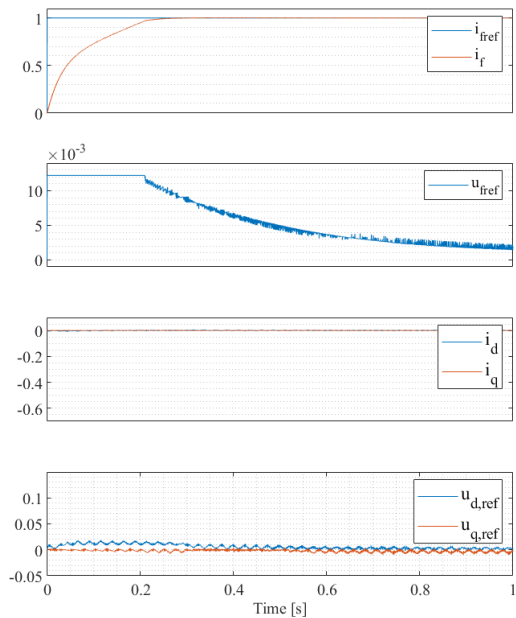 1
0.5
0
i_fref
i_f
×10^-3
10
5
0
u_fref
0
-0.2
-0.4
-0.6
i_d
i_q
0.1
0.05
0
-0.05
u_d,ref
u_q,ref
0 0.2 0.4 0.6 0.8 1
Time [s]